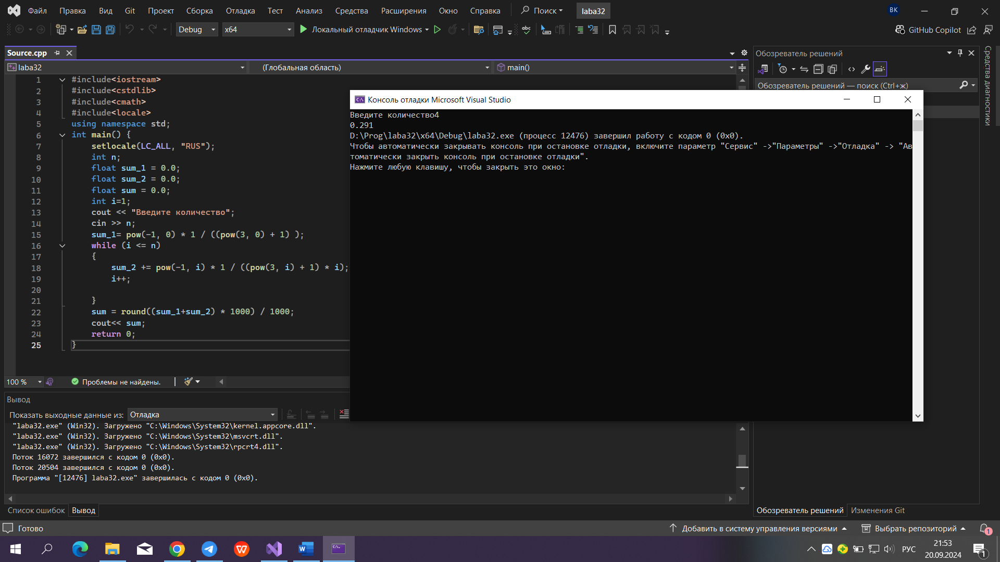 Файл Правка Вид Git Проект Сборка Отладка Тест Анализ Средства Расширения Окно Справка Поиск laba32 ВК
Debug x64 Локальный отладчик Windows abc GitHub Copilot
Source.cpp
laba32 (Глобальная область) main()
1 #include<iostream>
2 #include<cstdlib>
3 #include<cmath>
4 #include<locale>
5 using namespace std;
6 int main() {
7 setlocale(LC_ALL, "RUS");
8 int n;
9 float sum_1 = 0.0;
10 float sum_2 = 0.0;
11 float sum = 0.0;
12 int i=1;
13 cout << "Введите количество";
14 cin >> n;
15 sum_1= pow(-1, 0) * 1 / ((pow(3, 0) + 1) );
16 while (i <= n)
17 {
18 sum_2 += pow(-1, i) * 1 / ((pow(3, i) + 1) * i);
19 i++;
20
21 }
22 sum = round((sum_1+sum_2) * 1000) / 1000;
23 cout<< sum;
24 return 0;
25 }
100 % Проблемы не найдены.
Консоль отладки Microsoft Visual Studio
Введите количество4
0.291
D:\Prog\laba32\x64\Debug\laba32.exe (процесс 12476) завершил работу с кодом 0 (0x0).
Чтобы автоматически закрывать консоль при остановке отладки, включите параметр "Сервис" ->"Параметры" ->"Отладка" -> "Ав
томатически закрыть консоль при остановке отладки".
Нажмите любую клавишу, чтобы закрыть это окно:
Обозреватель решений
Обозреватель решений — поиск (Ctrl+ж)
Средства диагностики
Вывод
Показать выходные данные из: Отладка
"laba32.exe" (Win32). Загружено "C:\Windows\System32\kernel.appcore.dll".
"laba32.exe" (Win32). Загружено "C:\Windows\System32\msvcrt.dll".
"laba32.exe" (Win32). Загружено "C:\Windows\System32\rpcrt4.dll".
Поток 16072 завершился с кодом 0 (0x0).
Поток 20504 завершился с кодом 0 (0x0).
Программа "[12476] laba32.exe" завершилась с кодом 0 (0x0).
Список ошибок Вывод
Обозреватель решений Изменения Git
Готово Добавить в систему управления версиями Выбрать репозиторий 1
РУС 21:53
20.09.2024 1